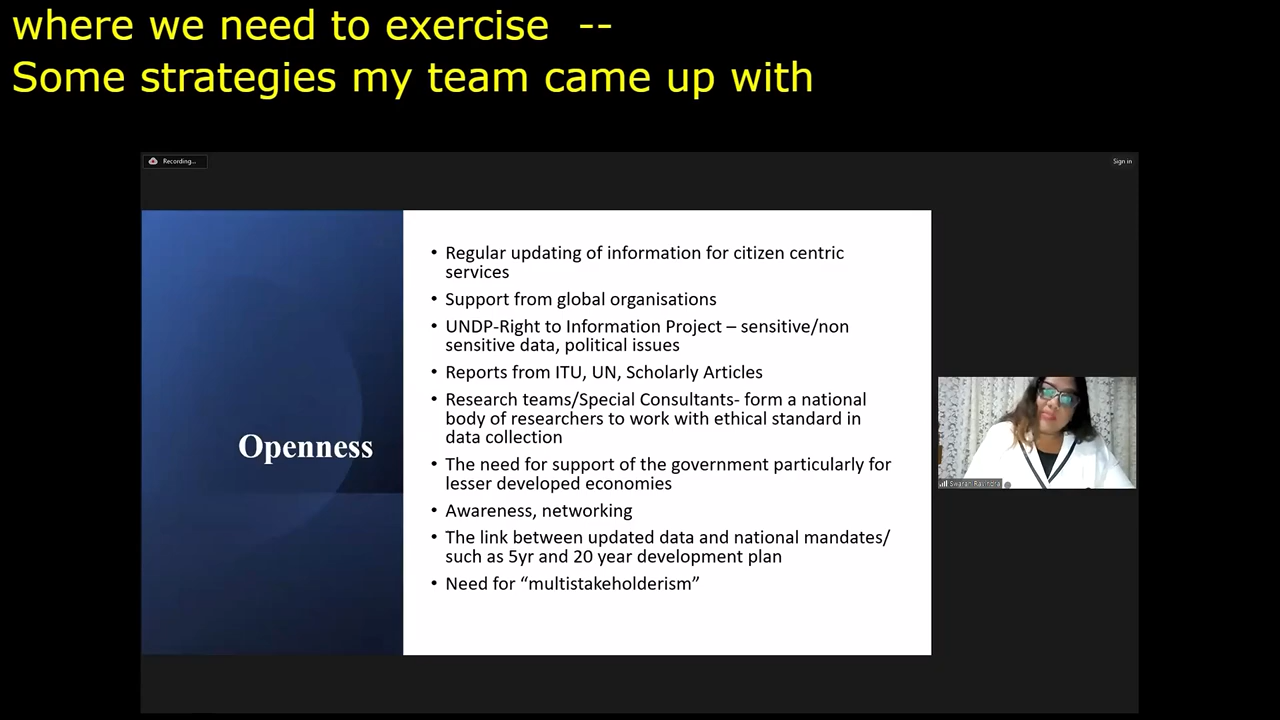 where we need to exercise  --
Some strategies my team came up with
Recording...
Sign in
Openness
• Regular updating of information for citizen centric
services
• Support from global organisations
• UNDP-Right to Information Project – sensitive/non
sensitive data, political issues
• Reports from ITU, UN, Scholarly Articles
• Research teams/Special Consultants- form a national
body of researchers to work with ethical standard in
data collection
• The need for support of the government particularly for
lesser developed economies
• Awareness, networking
• The link between updated data and national mandates/
such as 5yr and 20 year development plan
• Need for “multistakeholderism”
Swaran Ravindra